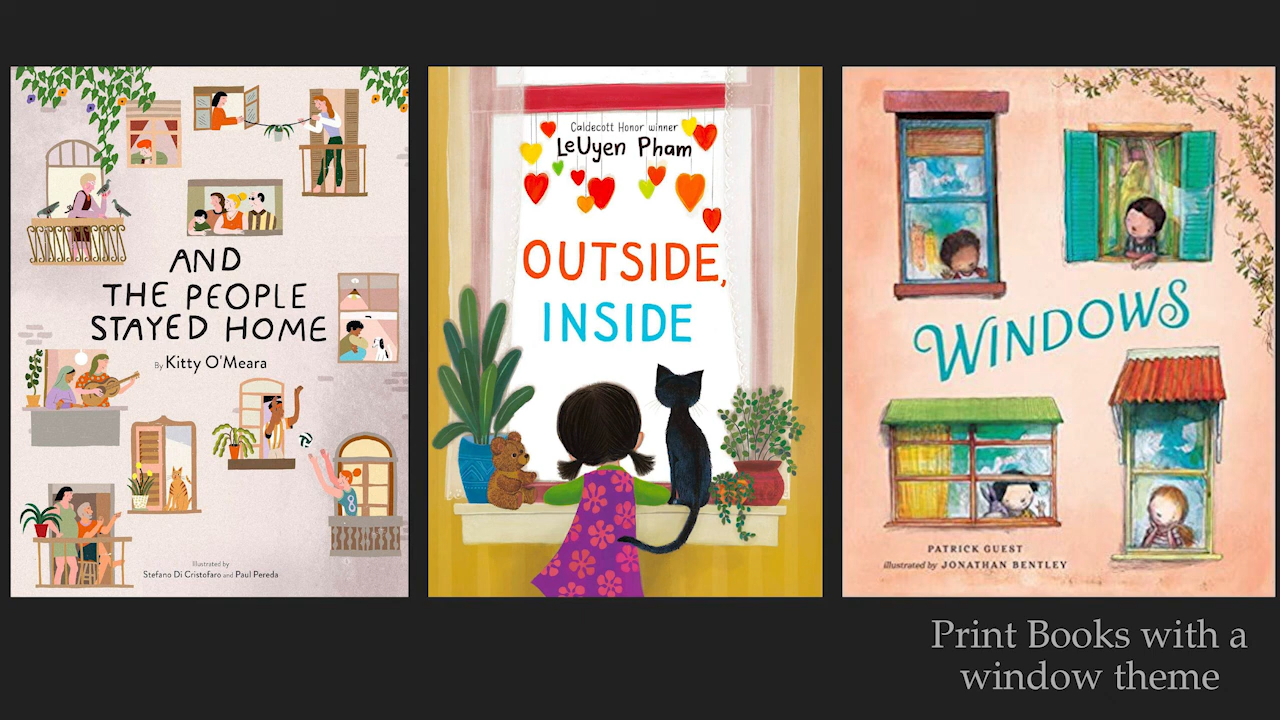 AND
THE PEOPLE
STAYED HOME
By Kitty O'Meara
Illustrated by
Stefano Di Cristofaro and Paul Pereda
Caldecott Honor winner
LeUyen Pham
OUTSIDE,
INSIDE
WINDOWS
PATRICK GUEST
illustrated by JONATHAN BENTLEY
Print Books with a
window theme